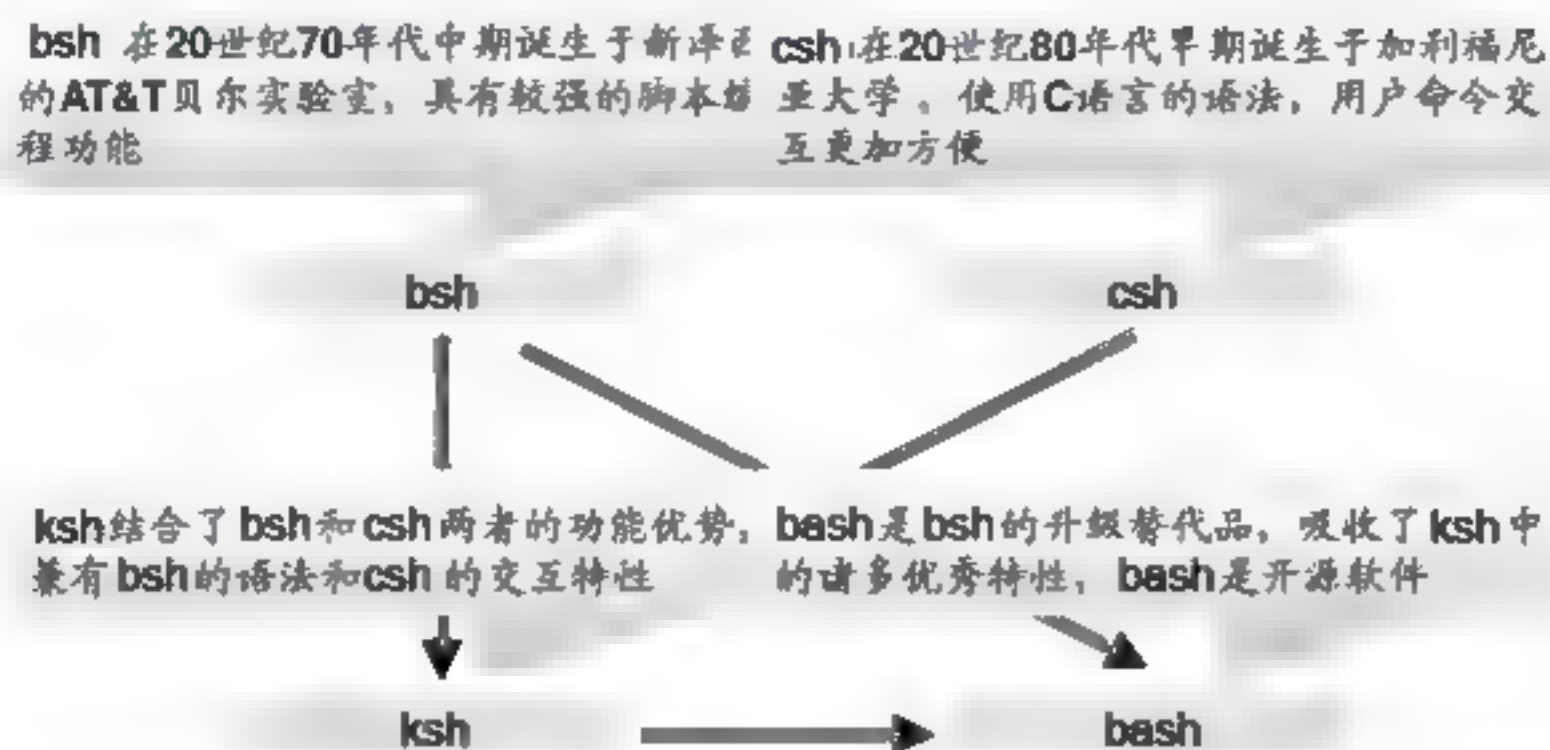 bsh 在20世纪70年代中期诞生于新泽
的AT&T贝尔实验室，具有较强的脚本
程功能
csh 在20世纪80年代早期诞生于加利福尼
亚大学。使用C语言的语法，用户命令交
互更加方便
bsh
csh
ksh结合了bsh和csh两者的功能优势，
兼有bsh的语法和csh的交互特性
bash是bsh的升级替代品，吸收了ksh中
的诸多优秀特性，bash是开源软件
ksh
bash